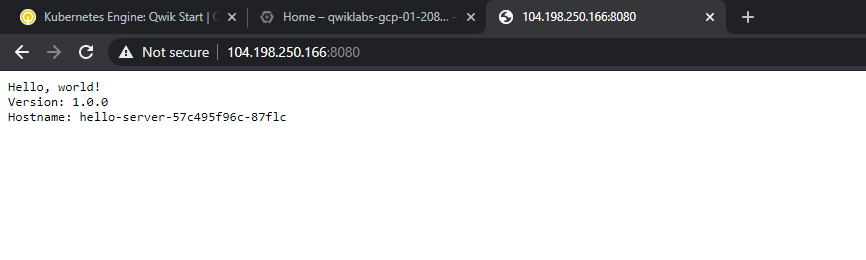 Kubernetes Engine: Qwik Start |
Home – qwiklabs-gcp-01-208...
104.198.250.166:8080
Not secure | 104.198.250.166:8080
Hello, world!
Version: 1.0.0
Hostname: hello-server-57c495f96c-87flc